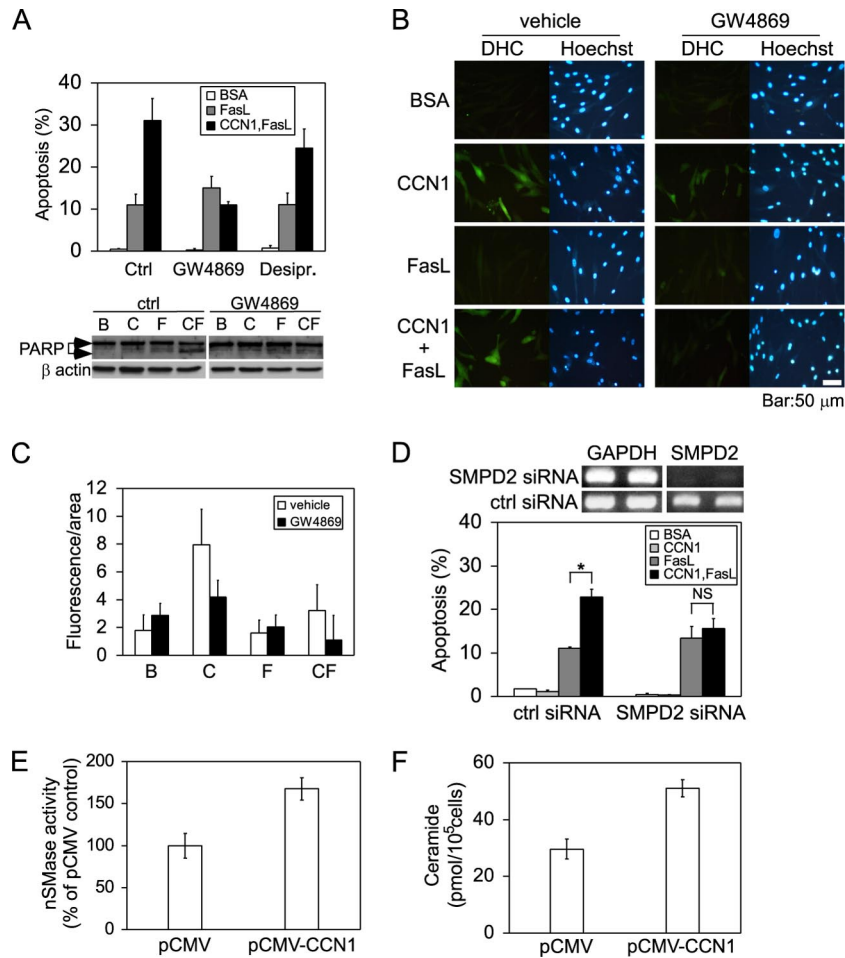 A
Apoptosis (%)
40
30
20
10
0
BSA
FasL
CCN1,FasL
Ctrl GW4869 Desipr.
ctrl GW4869
B C F CF B C F CF
PARP
β actin
B
vehicle GW4869
DHC Hoechst DHC Hoechst
BSA
CCN1
FasL
CCN1
+
FasL
Bar:50 μm
C
Fluorescence/area
12
10
8
6
4
2
0
vehicle
GW4869
B C F CF
D
GAPDH SMPD2
SMPD2 siRNA
ctrl siRNA
Apoptosis (%)
40
30
20
10
0
BSA
CCN1
FasL
CCN1,FasL
*
NS
ctrl siRNA SMPD2 siRNA
E
nSMase activity
(% of pCMV control)
200
150
100
50
0
pCMV pCMV-CCN1
F
Ceramide
(pmol/10⁵cells)
60
40
20
0
pCMV pCMV-CCN1